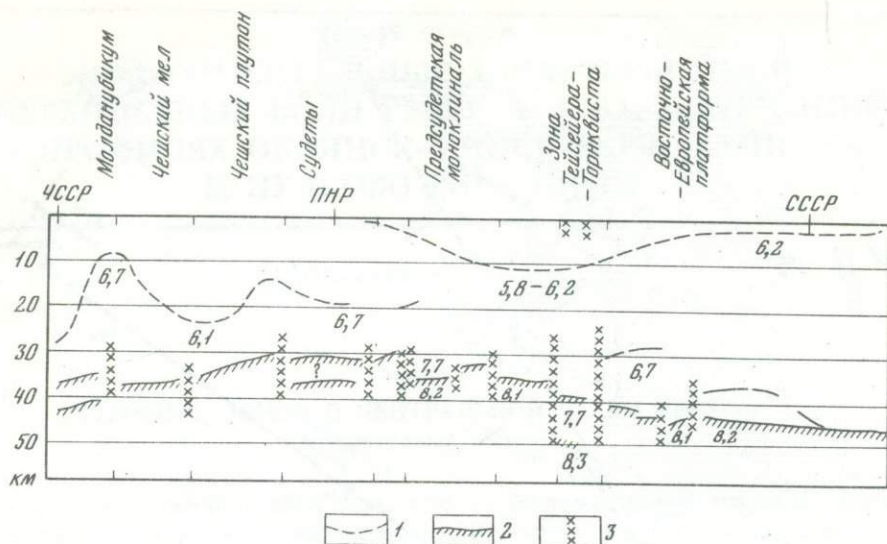 Молданубикум
Чешский мел
Чешский плутон
Судеты
Предсудетская
моноклиналь
Зона
Тейсейра–
–Торнквиста
Восточно–
–Европейская
платформа
ЧССР ПНР СССР
10
20
30
40
50
км
6,7
6,1
6,7
5,8–6,2
6,2
?
7,7
8,2
8,1
7,7
8,3
6,7
8,1
8,2
1 2 3